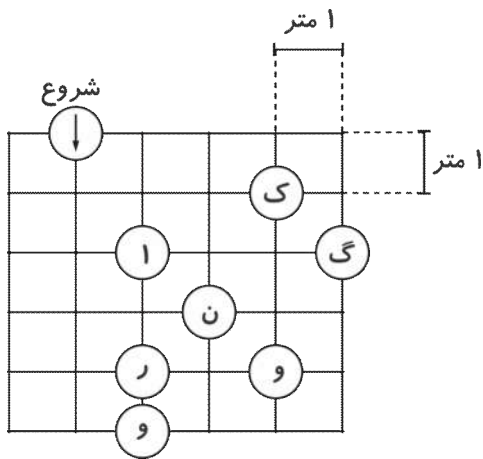 ۱ متر
شروع
۱ متر
ک
ا گ
ن
ر و
و